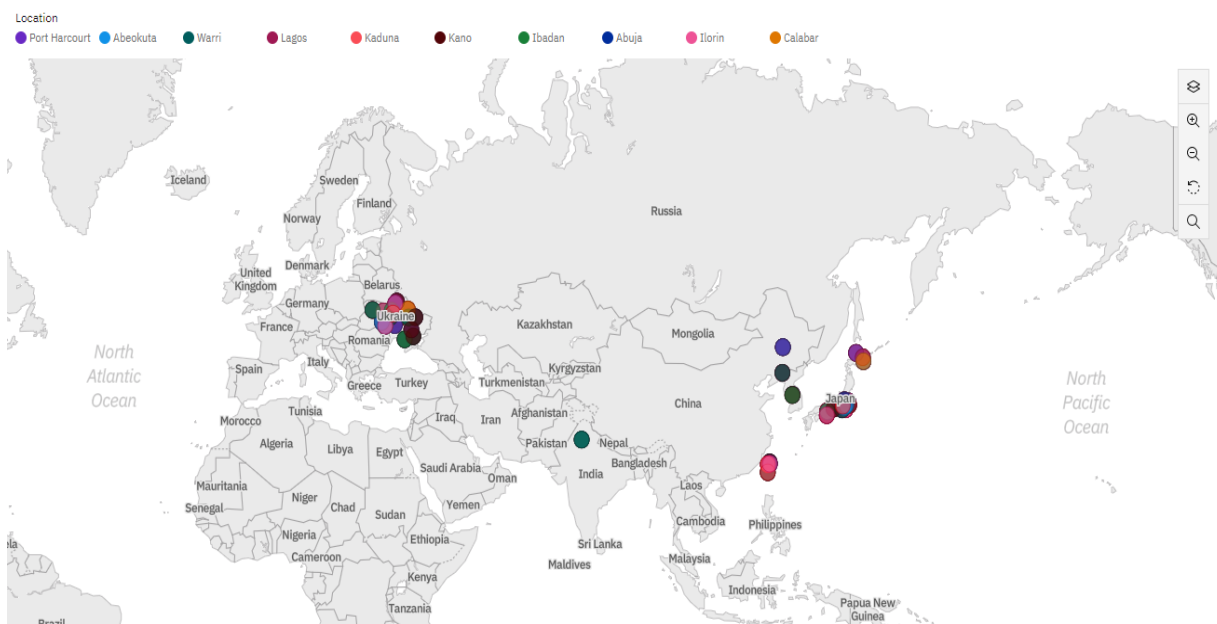 Location
Port Harcourt Abeokuta Warri Lagos Kaduna Kano Ibadan Abuja Ilorin Calabar
Iceland
Sweden
Finland
Norway
Russia
United
Kingdom
Denmark
Belarus
Germany
Ukraine
Kazakhstan
France
Mongolia
Romania
North
Atlantic
Ocean
Italy
Spain
Kyrgyzstan
Greece
Turkey
Turkmenistan
Japan
North
Pacific
Ocean
China
Tunisia
Afghanistan
Morocco
Iraq
Iran
Algeria
Libya
Egypt
Pakistan
Nepal
Bangladesh
Saudi Arabia
India
Oman
Mauritania
Laos
Niger
Yemen
Senegal
Chad
Sudan
Cambodia
Philippines
Nigeria
Ethiopia
Sri Lanka
Cameroon
Maldives
Malaysia
Kenya
Indonesia
Tanzania
Papua New
Guinea
Brazil